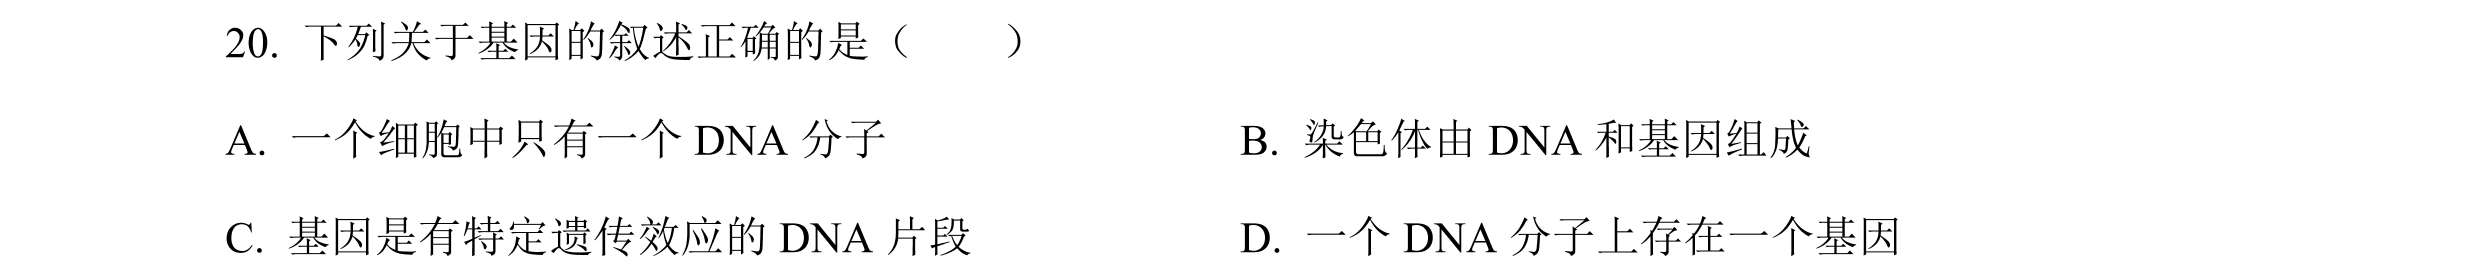 20. 下列关于基因的叙述正确的是（　　）
A. 一个细胞中只有一个 DNA 分子　　B. 染色体由 DNA 和基因组成
C. 基因是有特定遗传效应的 DNA 片段　　D. 一个 DNA 分子上存在一个基因